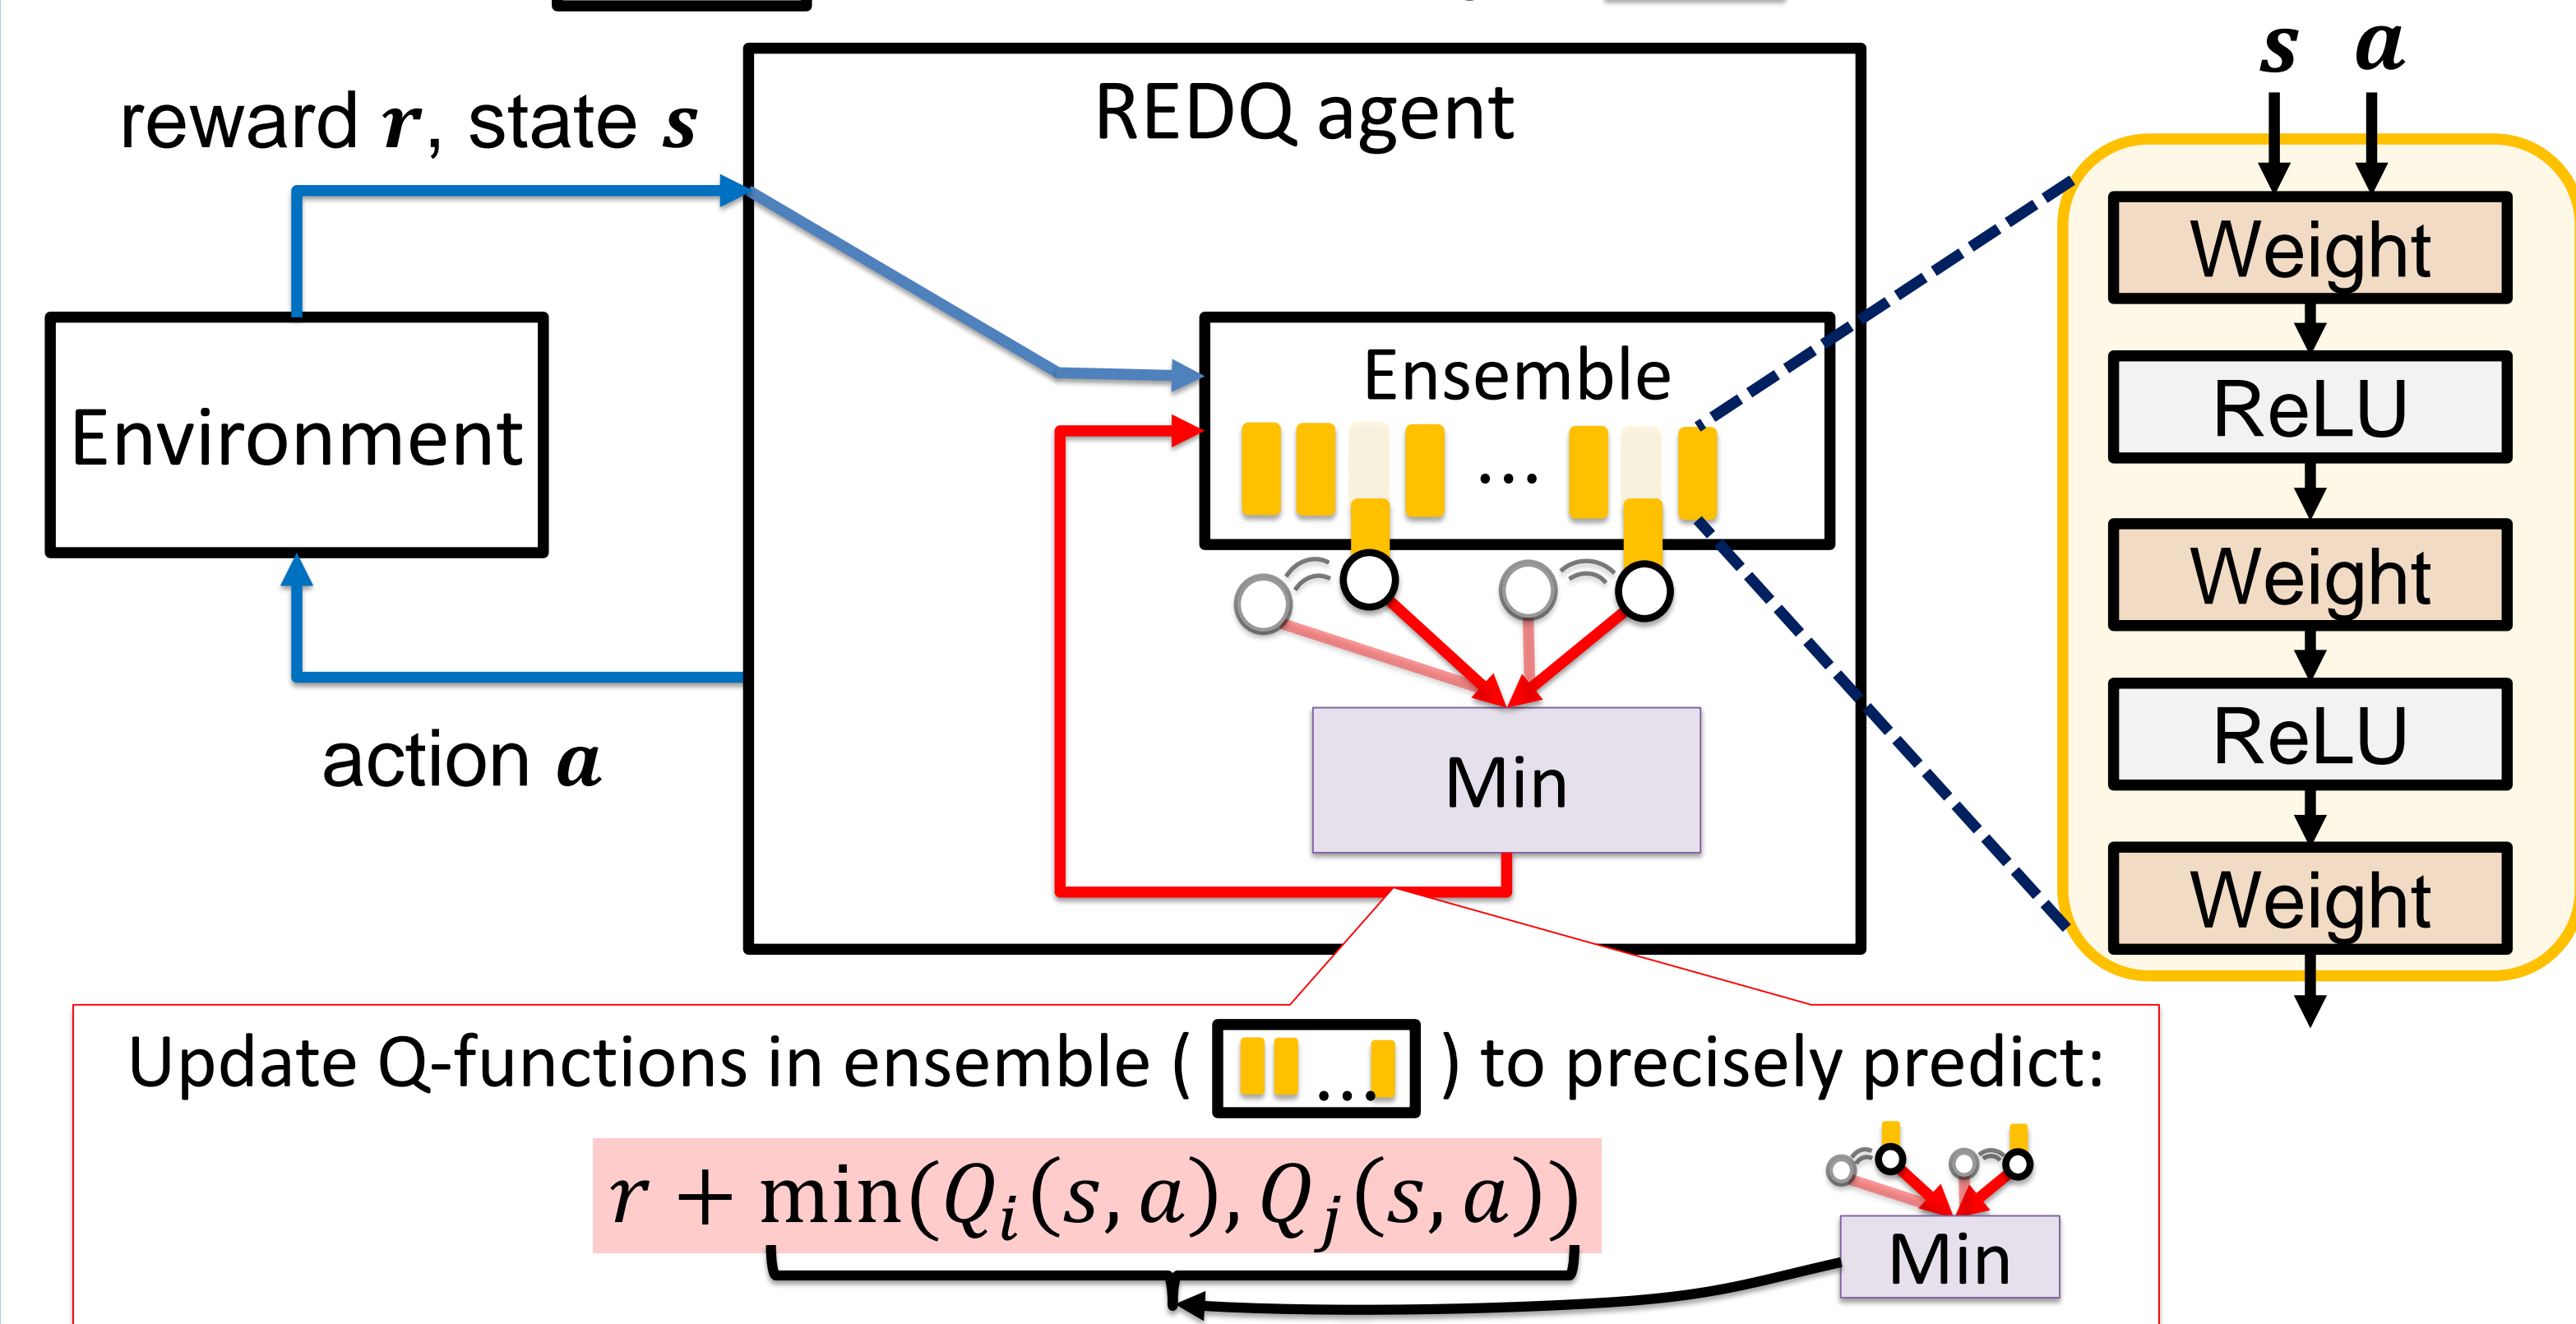 REDQ agent
reward r, state s
Environment
action a
Ensemble
...
Min
s a
Weight
ReLU
Weight
ReLU
Weight
Update Q-functions in ensemble ( ... ) to precisely predict:
r + min(Q_i(s, a), Q_j(s, a))
Min